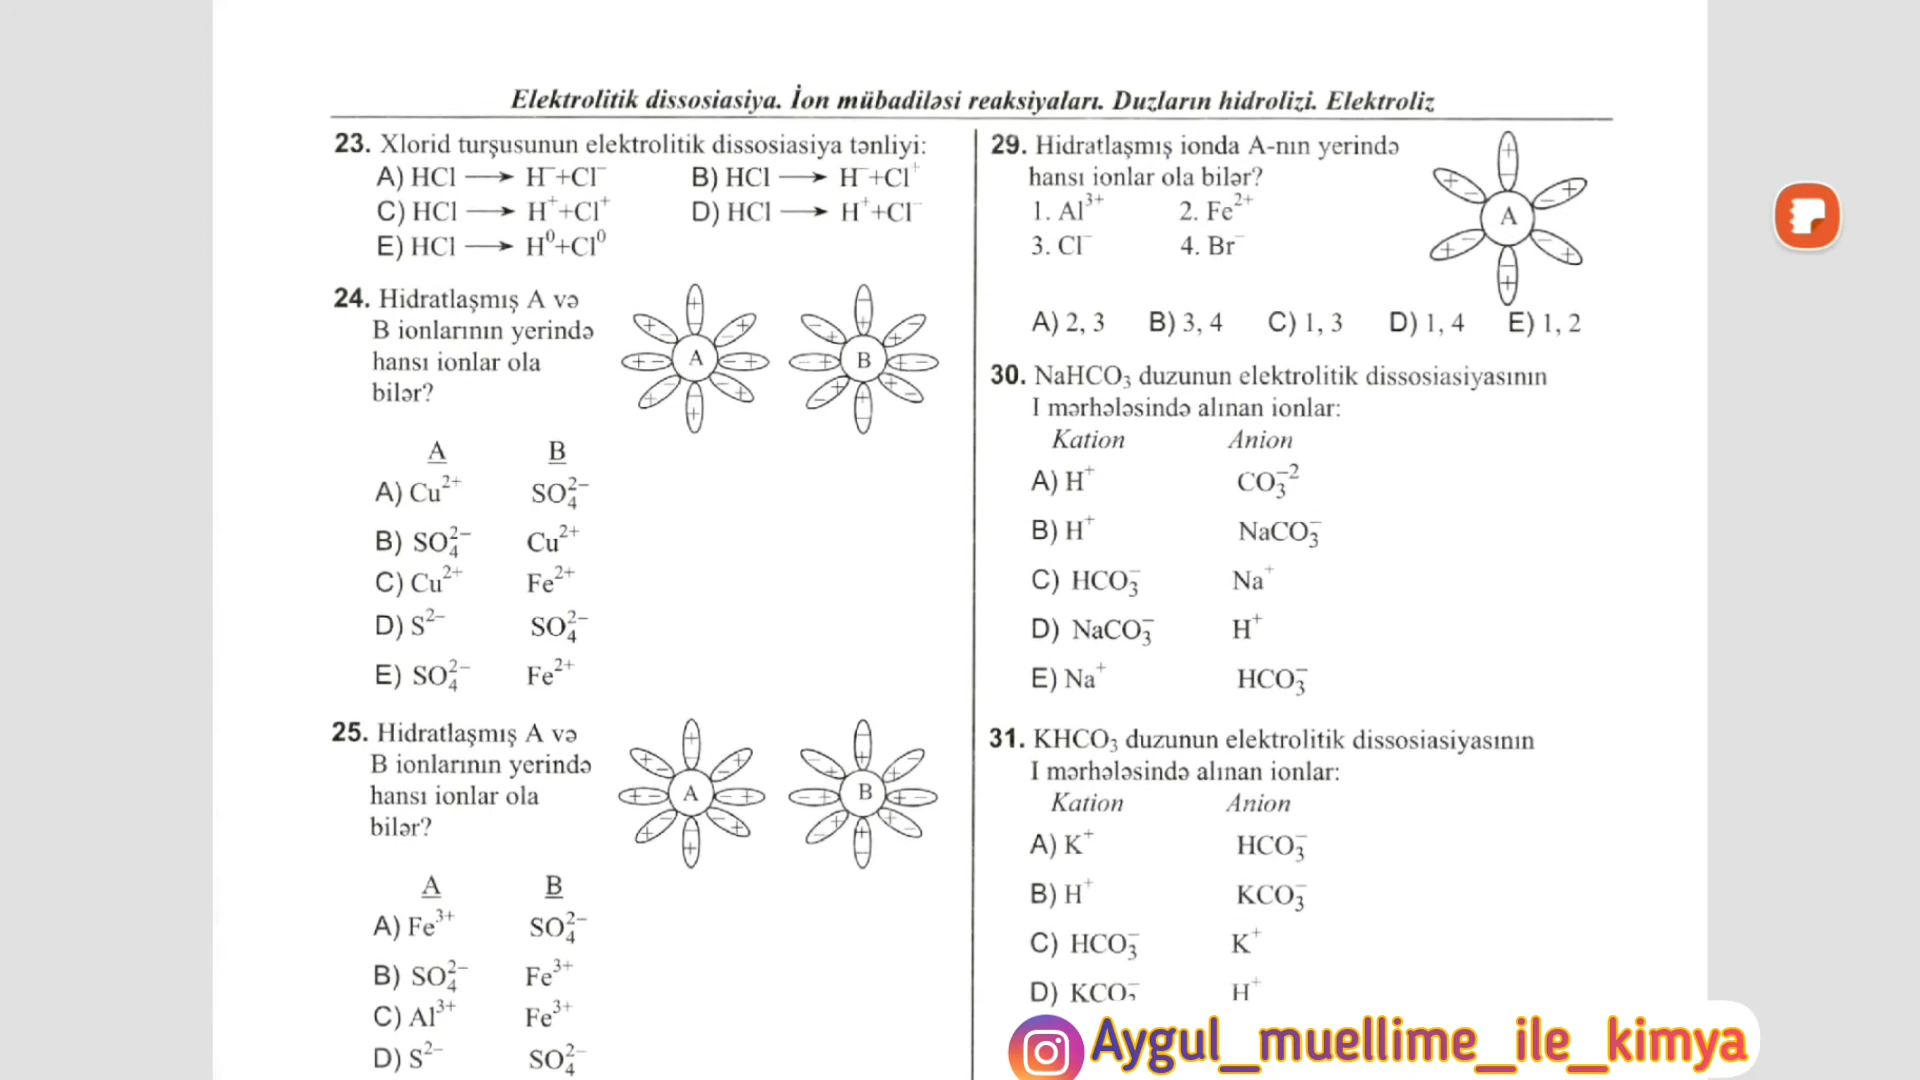 Elektrolitik dissosiasiya. İon mübadiləsi reaksiyaları. Duzların hidrolizi. Elektroliz
23. Xlorid turşusunun elektrolitik dissosiasiya tənliyi:
A) HCl ⟶ H⁻+Cl⁻ B) HCl ⟶ H⁻+Cl⁺
C) HCl ⟶ H⁺+Cl⁺ D) HCl ⟶ H⁺+Cl⁻
E) HCl ⟶ H⁰+Cl⁰
24. Hidratlaşmış A və
B ionlarının yerində
hansı ionlar ola
bilər?
A B
A B
A) Cu²⁺ SO₄²⁻
B) SO₄²⁻ Cu²⁺
C) Cu²⁺ Fe²⁺
D) S²⁻ SO₄²⁻
E) SO₄²⁻ Fe²⁺
25. Hidratlaşmış A və
B ionlarının yerində
hansı ionlar ola
bilər?
A B
A B
A) Fe³⁺ SO₄²⁻
B) SO₄²⁻ Fe³⁺
C) Al³⁺ Fe³⁺
D) S²⁻ SO₄²⁻
29. Hidratlaşmış ionda A-nın yerində
hansı ionlar ola bilər?
1. Al³⁺ 2. Fe²⁺
3. Cl⁻ 4. Br⁻
A
A) 2, 3 B) 3, 4 C) 1, 3 D) 1, 4 E) 1, 2
30. NaHCO₃ duzunun elektrolitik dissosiasiyasının
I mərhələsində alınan ionlar:
Kation Anion
A) H⁺ CO₃⁻²
B) H⁺ NaCO₃⁻
C) HCO₃⁻ Na⁺
D) NaCO₃⁻ H⁺
E) Na⁺ HCO₃⁻
31. KHCO₃ duzunun elektrolitik dissosiasiyasının
I mərhələsində alınan ionlar:
Kation Anion
A) K⁺ HCO₃⁻
B) H⁺ KCO₃⁻
C) HCO₃⁻ K⁺
D) KCO₃⁻ H⁺
Aygul_muellime_ile_kimya